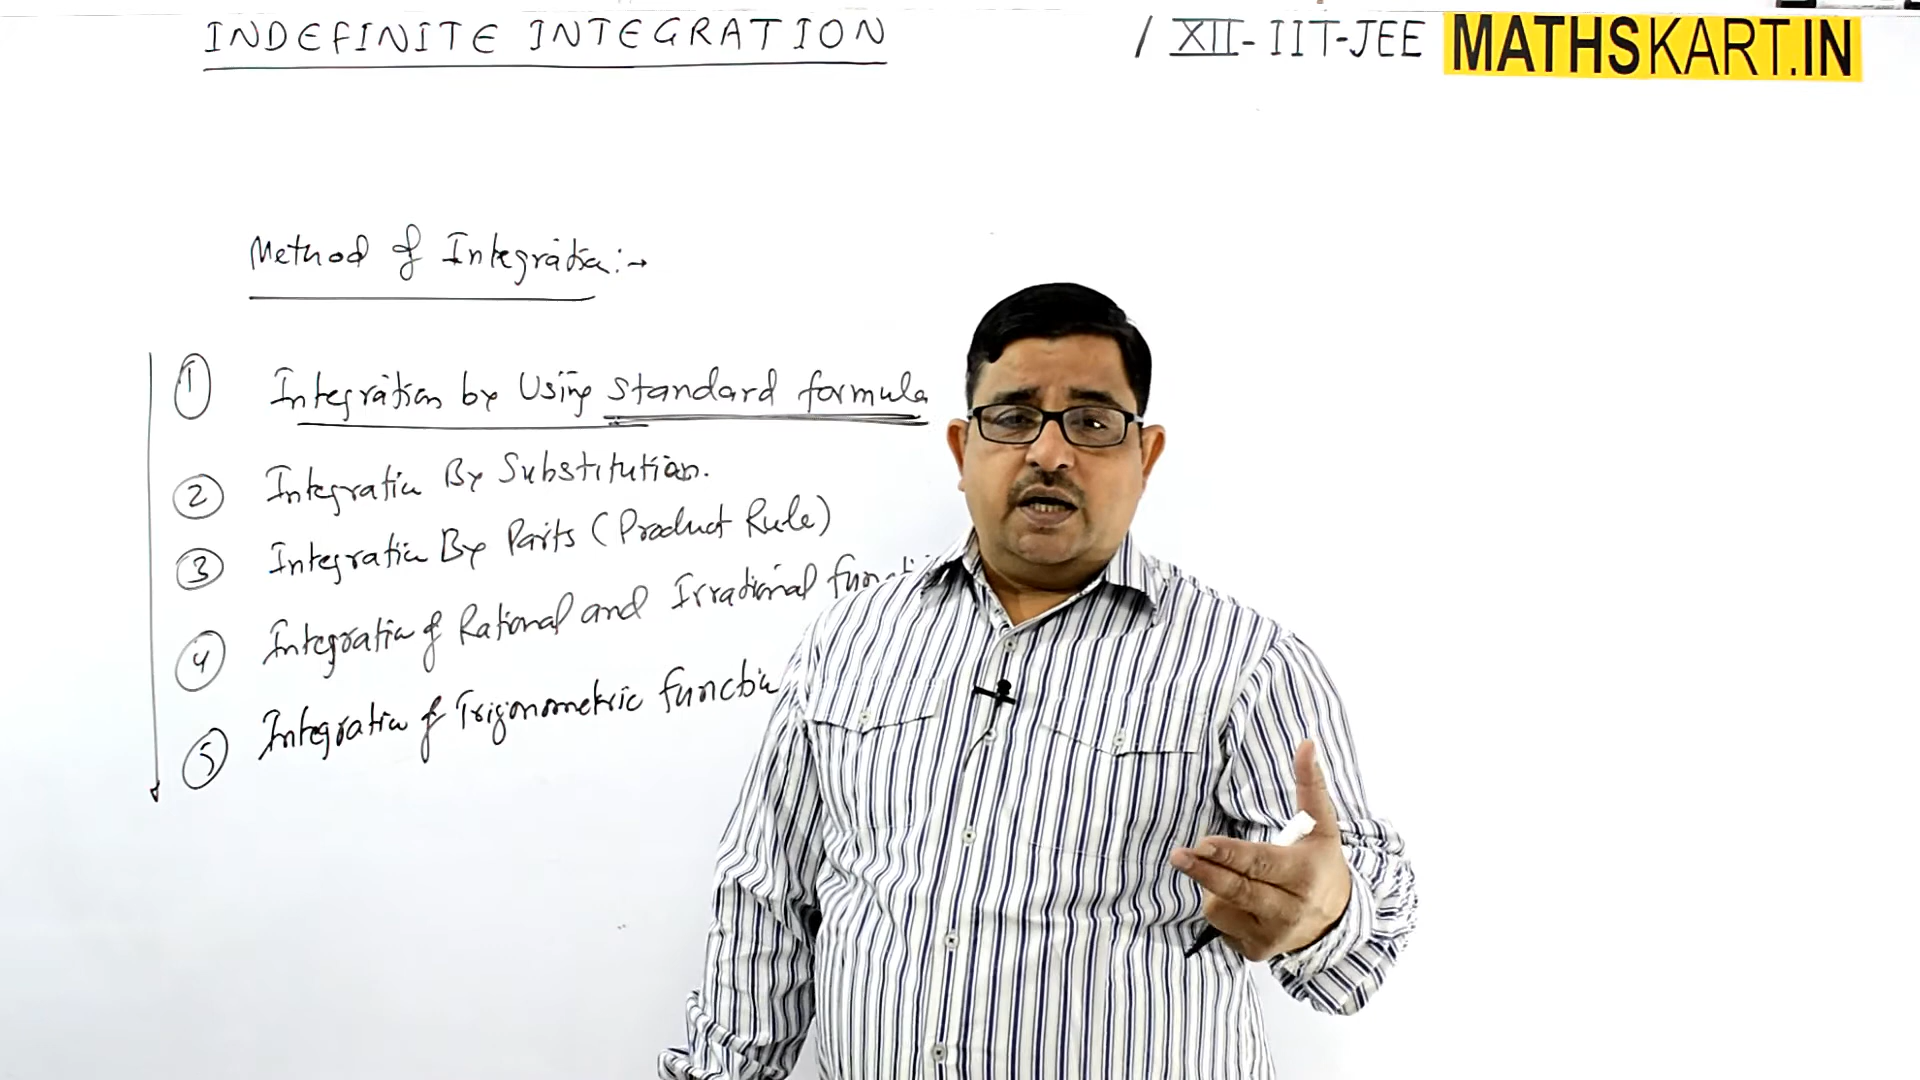 INDEFINITE INTEGRATION / XII-IIT-JEE MATHSKART.IN
Method of Integration:→
1 Integration by Using Standard formula
2 Integration By Substitution.
3 Integration By Parts (Product Rule)
4 Integration of Rational and Irrational
5 Integration of Trigonometric function